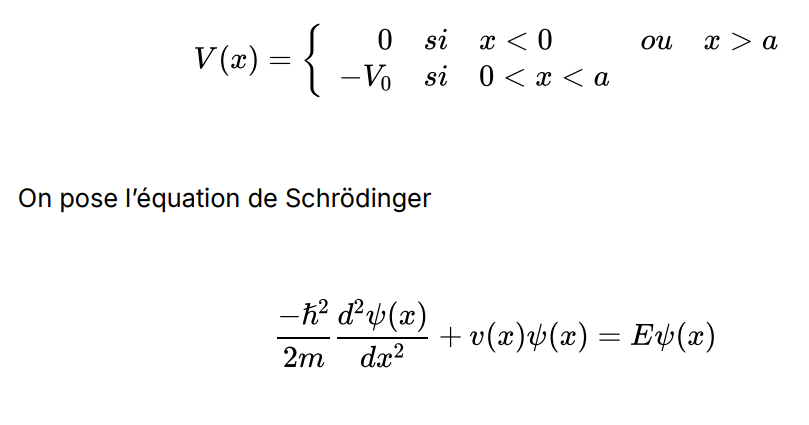 V(x) = { 0 si x < 0 ou x > a
−V₀ si 0 < x < a
On pose l’équation de Schrödinger
−ħ²/2m d²ψ(x)/dx² + v(x)ψ(x) = Eψ(x)